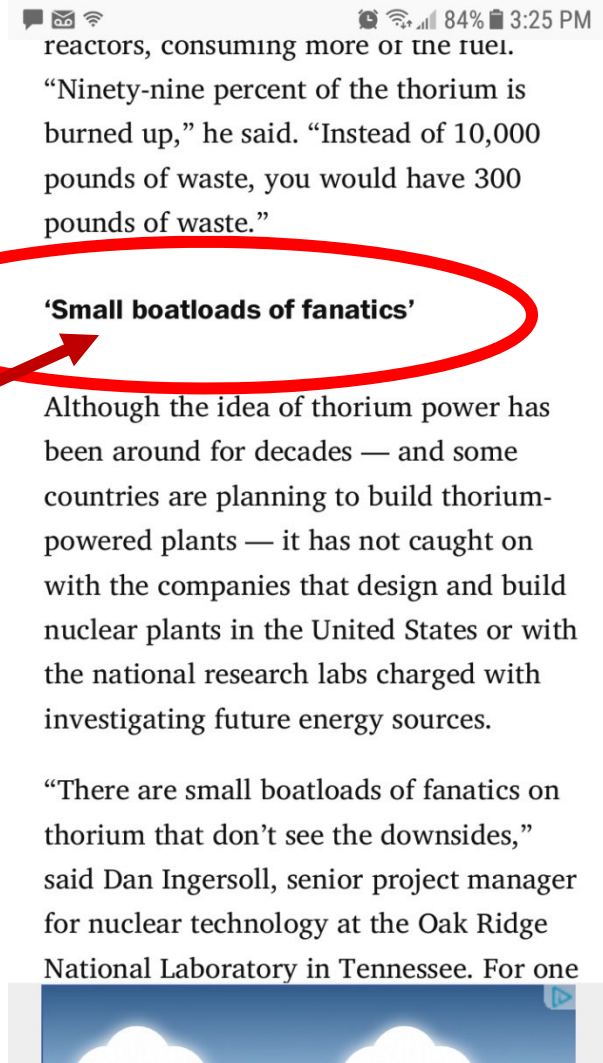 84% 3:25 PM
reactors, consuming more of the fuel.
“Ninety-nine percent of the thorium is
burned up,” he said. “Instead of 10,000
pounds of waste, you would have 300
pounds of waste.”
‘Small boatloads of fanatics’
Although the idea of thorium power has
been around for decades — and some
countries are planning to build thorium-
powered plants — it has not caught on
with the companies that design and build
nuclear plants in the United States or with
the national research labs charged with
investigating future energy sources.
“There are small boatloads of fanatics on
thorium that don’t see the downsides,”
said Dan Ingersoll, senior project manager
for nuclear technology at the Oak Ridge
National Laboratory in Tennessee. For one